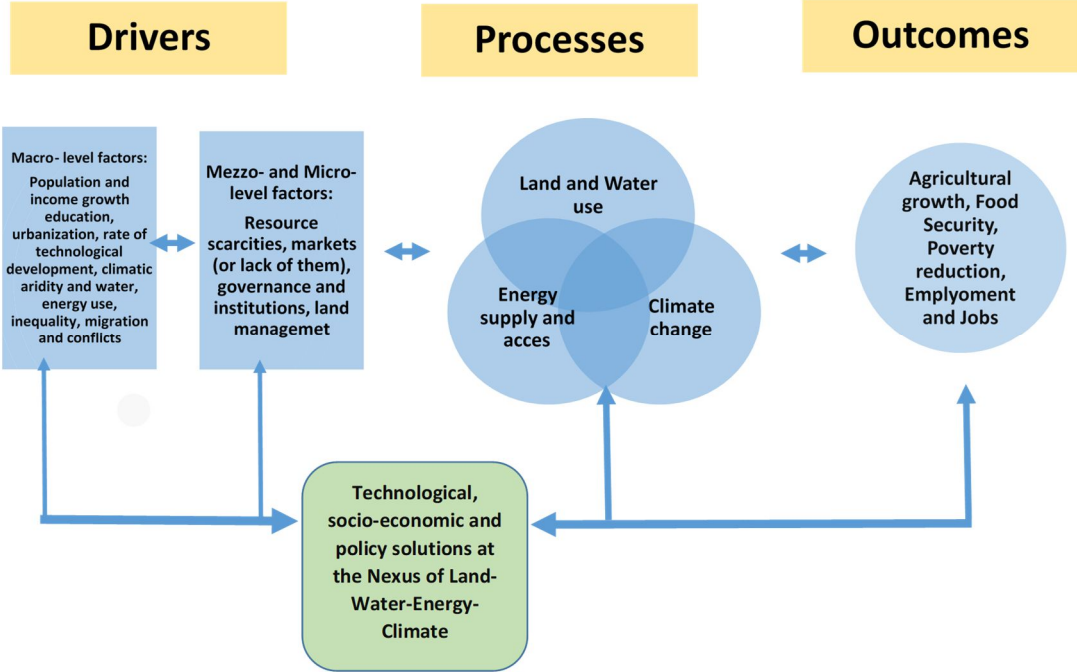 Drivers
Processes
Outcomes
Macro- level factors:
Population and
income growth
education,
urbanization, rate of
technological
development, climatic
aridity and water,
energy use,
inequality, migration
and conflicts
Mezzo- and Micro-
level factors:
Resource
scarcities, markets
(or lack of them),
governance and
institutions, land
managemet
Land and Water
use
Energy
supply and
acces
Climate
change
Agricultural
growth, Food
Security,
Poverty
reduction,
Emplyoment
and Jobs
Technological,
socio-economic and
policy solutions at
the Nexus of Land-
Water-Energy-
Climate